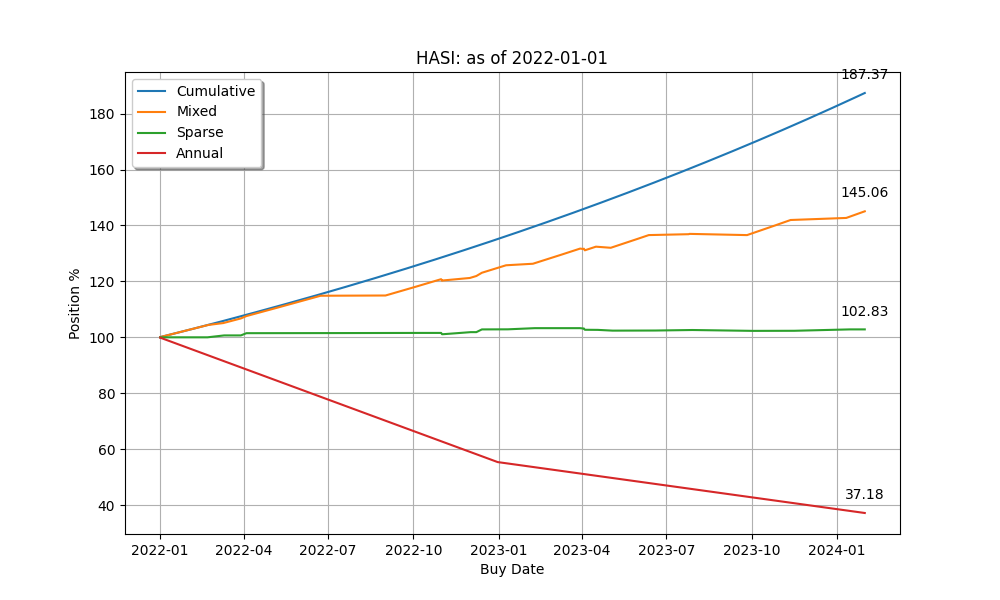 HASI: as of 2022-01-01
187.37
Cumulative
Mixed
Sparse
Annual
145.06
102.83
37.18
180
160
140
120
100
80
60
40
Position %
2022-01 2022-04 2022-07 2022-10 2023-01 2023-04 2023-07 2023-10 2024-01
Buy Date